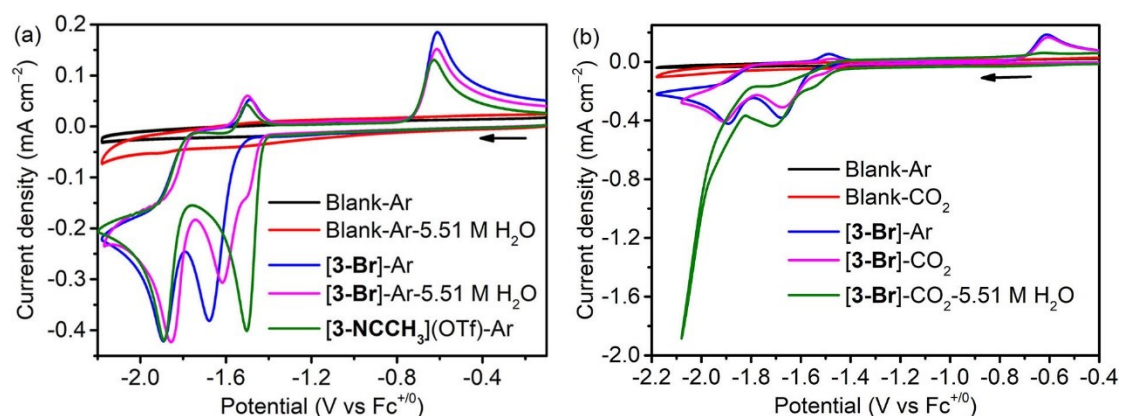 (a)
0.2
0.1
0.0
-0.1
-0.2
-0.3
-0.4
Current density (mA cm⁻²)
Blank-Ar
Blank-Ar-5.51 M H₂O
[3-Br]-Ar
[3-Br]-Ar-5.51 M H₂O
[3-NCCH₃](OTf)-Ar
-2.0 -1.6 -1.2 -0.8 -0.4
Potential (V vs Fc⁺/⁰)
(b)
0.0
-0.4
-0.8
-1.2
-1.6
-2.0
Current density (mA cm⁻²)
Blank-Ar
Blank-CO₂
[3-Br]-Ar
[3-Br]-CO₂
[3-Br]-CO₂-5.51 M H₂O
-2.2 -2.0 -1.8 -1.6 -1.4 -1.2 -1.0 -0.8 -0.6 -0.4
Potential (V vs Fc⁺/⁰)